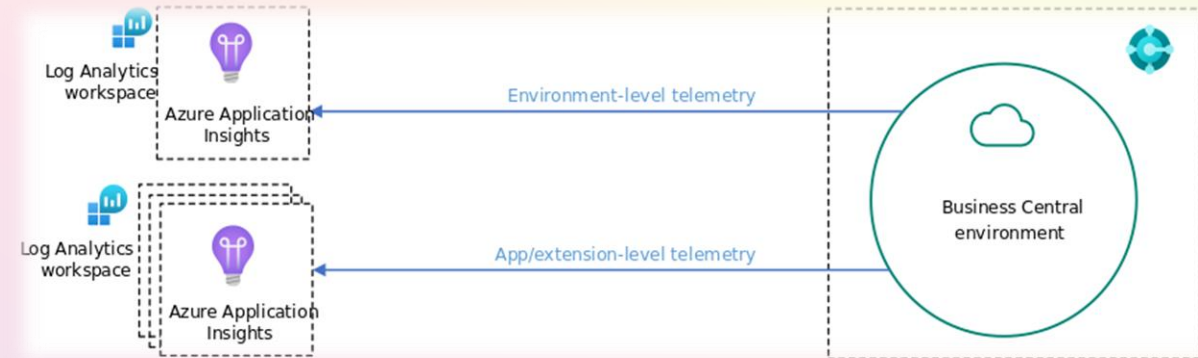 Log Analytics
workspace
Azure Application
Insights
Environment-level telemetry
Business Central
environment
Log Analytics
workspace
Azure Application
Insights
App/extension-level telemetry